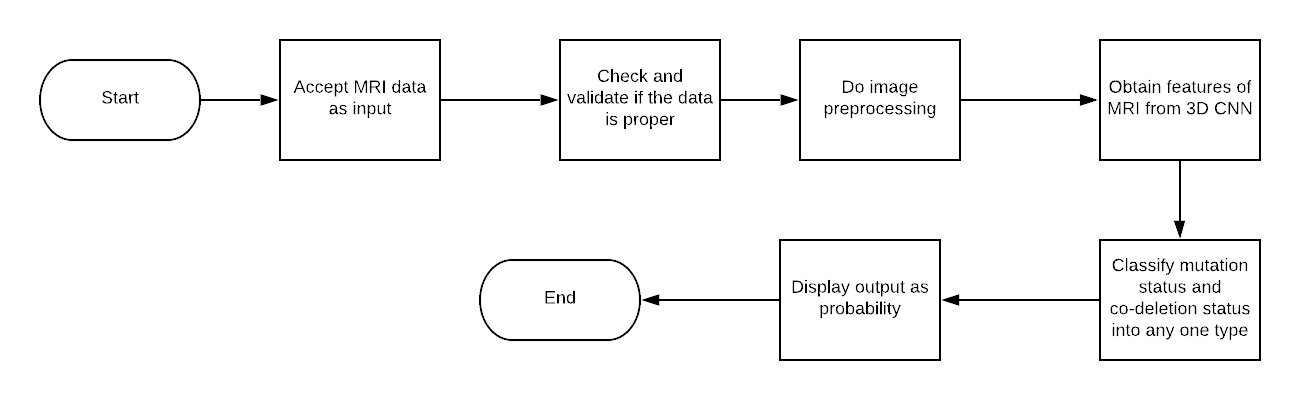 Start
Accept MRI data
as input
Check and
validate if the data
is proper
Do image
preprocessing
Obtain features of
MRI from 3D CNN
Classify mutation
status and
co-deletion status
into any one type
Display output as
probability
End